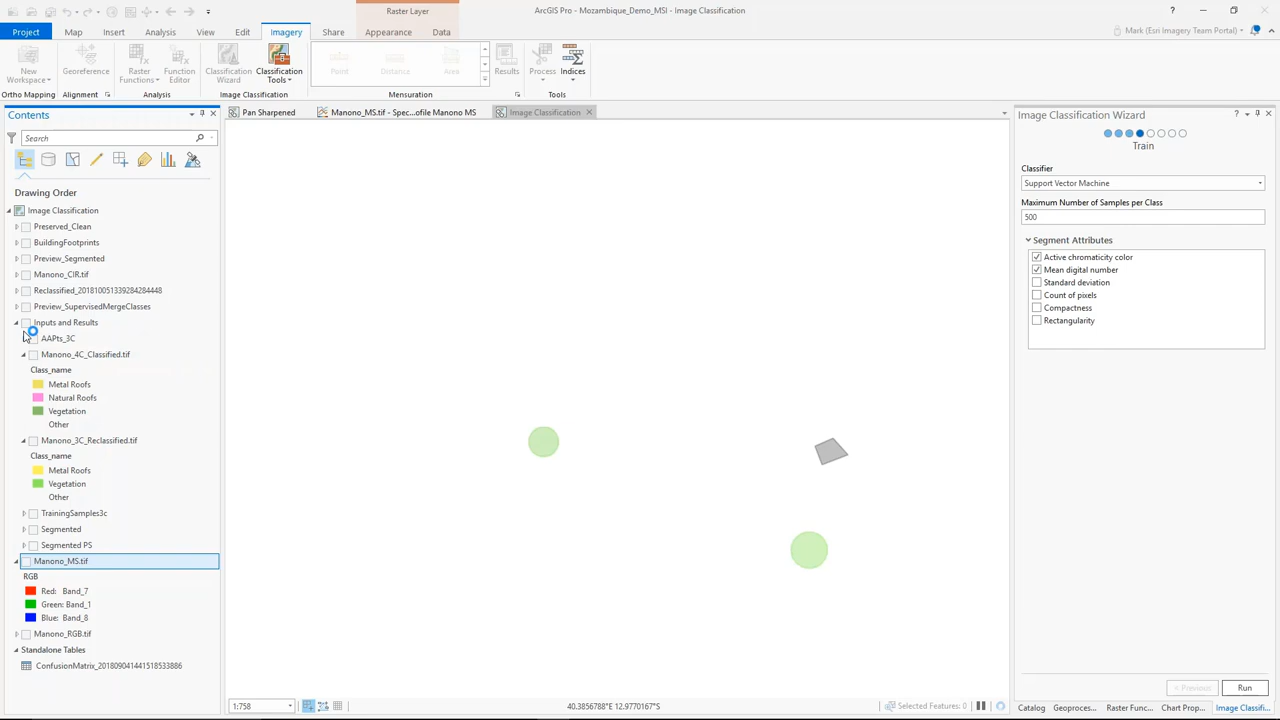 Raster Layer
ArcGIS Pro - Mozambique_Demo_MSI - Image Classification
Project Map Insert Analysis View Edit Imagery Share Appearance Data
Mark (Esri Imagery Team Portal)
New Workspace
Georeference
Raster Functions
Function Editor
Classification Wizard
Classification Tools
Point
Distance
Area
Results
Process
Indices
Ortho Mapping Alignment Analysis Image Classification Mensuration Tools
Contents
Search
Drawing Order
Image Classification
Preserved_Clean
BuildingFootprints
Preview_Segmented
Manono_CIR.tif
Reclassified_201810051339284284448
Preview_SupervisedMergeClasses
Inputs and Results
AAPts_3C
Manono_4C_Classified.tif
Class_name
Metal Roofs
Natural Roofs
Vegetation
Other
Manono_3C_Reclassified.tif
Class_name
Metal Roofs
Vegetation
Other
TrainingSamples3c
Segmented
Segmented PS
Manono_MS.tif
RGB
Red: Band_7
Green: Band_1
Blue: Band_8
Manono_RGB.tif
Standalone Tables
ConfusionMatrix_201809041441518533886
Pan Sharpened
Manono_MS.tif - Spec...ofile Manono MS
Image Classification
1:758
40.3856788°E 12.9770167°S
Selected Features: 0
Image Classification Wizard
Train
Classifier
Support Vector Machine
Maximum Number of Samples per Class
500
Segment Attributes
Active chromaticity color
Mean digital number
Standard deviation
Count of pixels
Compactness
Rectangularity
< Previous
Run
Catalog Geoproces... Raster Func... Chart Prop... Image Classifi...